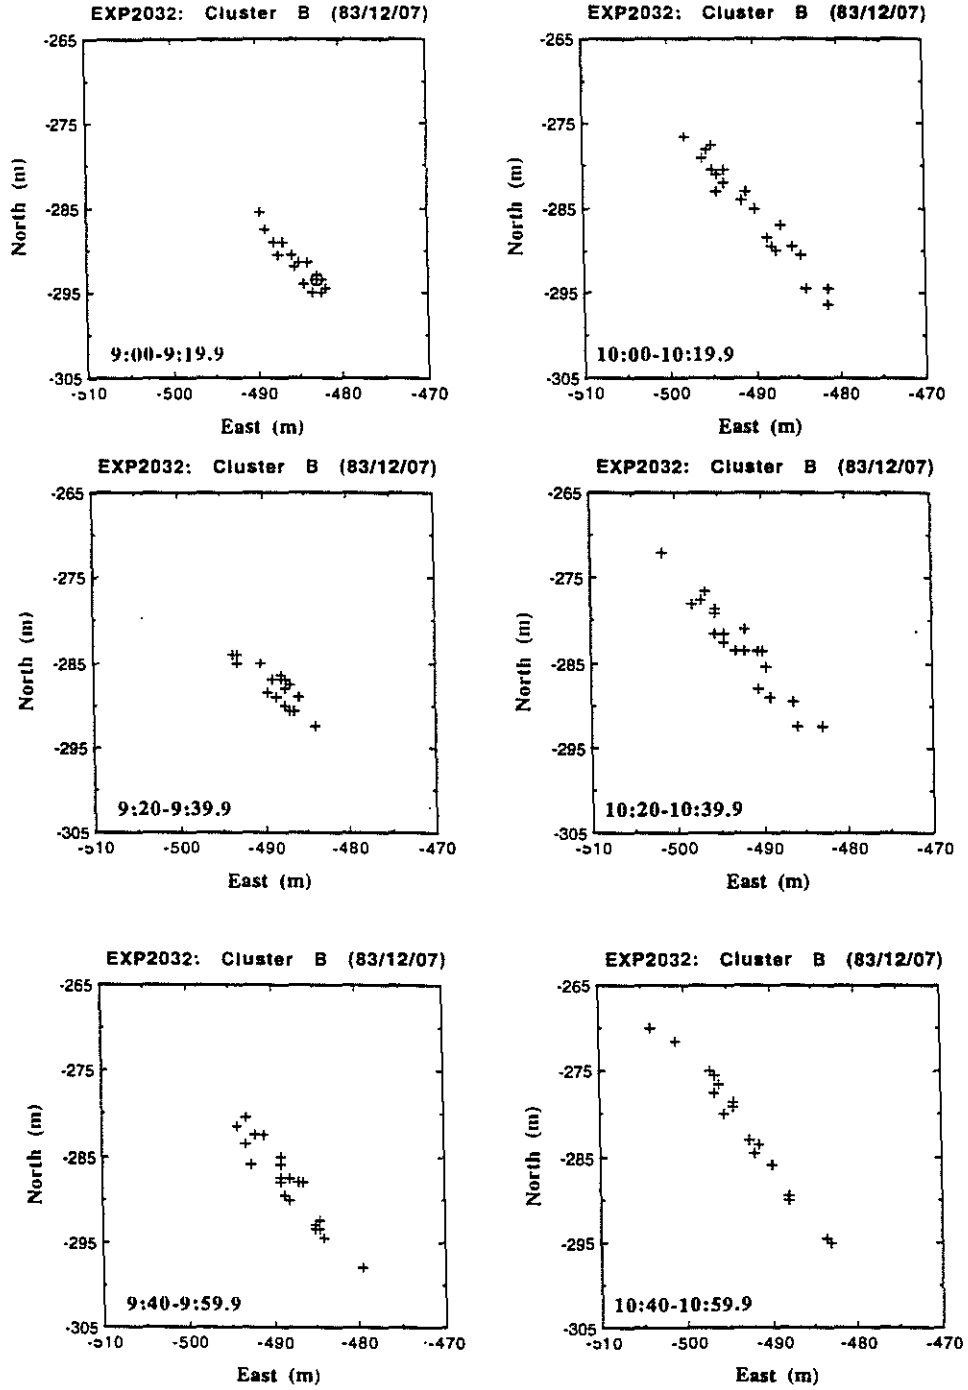 EXP2032: Cluster B (83/12/07)
-265
-275
-285
-295
-305
North (m)
9:00-9:19.9
-510 -500 -490 -480 -470
East (m)
EXP2032: Cluster B (83/12/07)
-265
-275
-285
-295
-305
North (m)
10:00-10:19.9
-510 -500 -490 -480 -470
East (m)
EXP2032: Cluster B (83/12/07)
-265
-275
-285
-295
-305
North (m)
9:20-9:39.9
-510 -500 -490 -480 -470
East (m)
EXP2032: Cluster B (83/12/07)
-265
-275
-285
-295
-305
North (m)
10:20-10:39.9
-510 -500 -490 -480 -470
East (m)
EXP2032: Cluster B (83/12/07)
-265
-275
-285
-295
-305
North (m)
9:40-9:59.9
-510 -500 -490 -480 -470
East (m)
EXP2032: Cluster B (83/12/07)
-265
-275
-285
-295
-305
North (m)
10:40-10:59.9
-510 -500 -490 -480 -470
East (m)